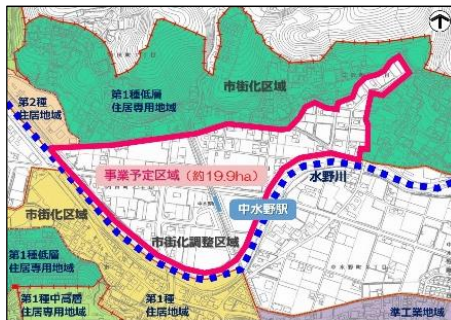 第1種低層
住居専用地域
市街化区域
第2種
住居地域
事業予定区域（約19.9ha）
水野川
中水野駅
市街化区域
市街化調整区域
第1種低層
住居専用地域
第1種中高層
住居専用地域
第1種
住居地域
準工業地域